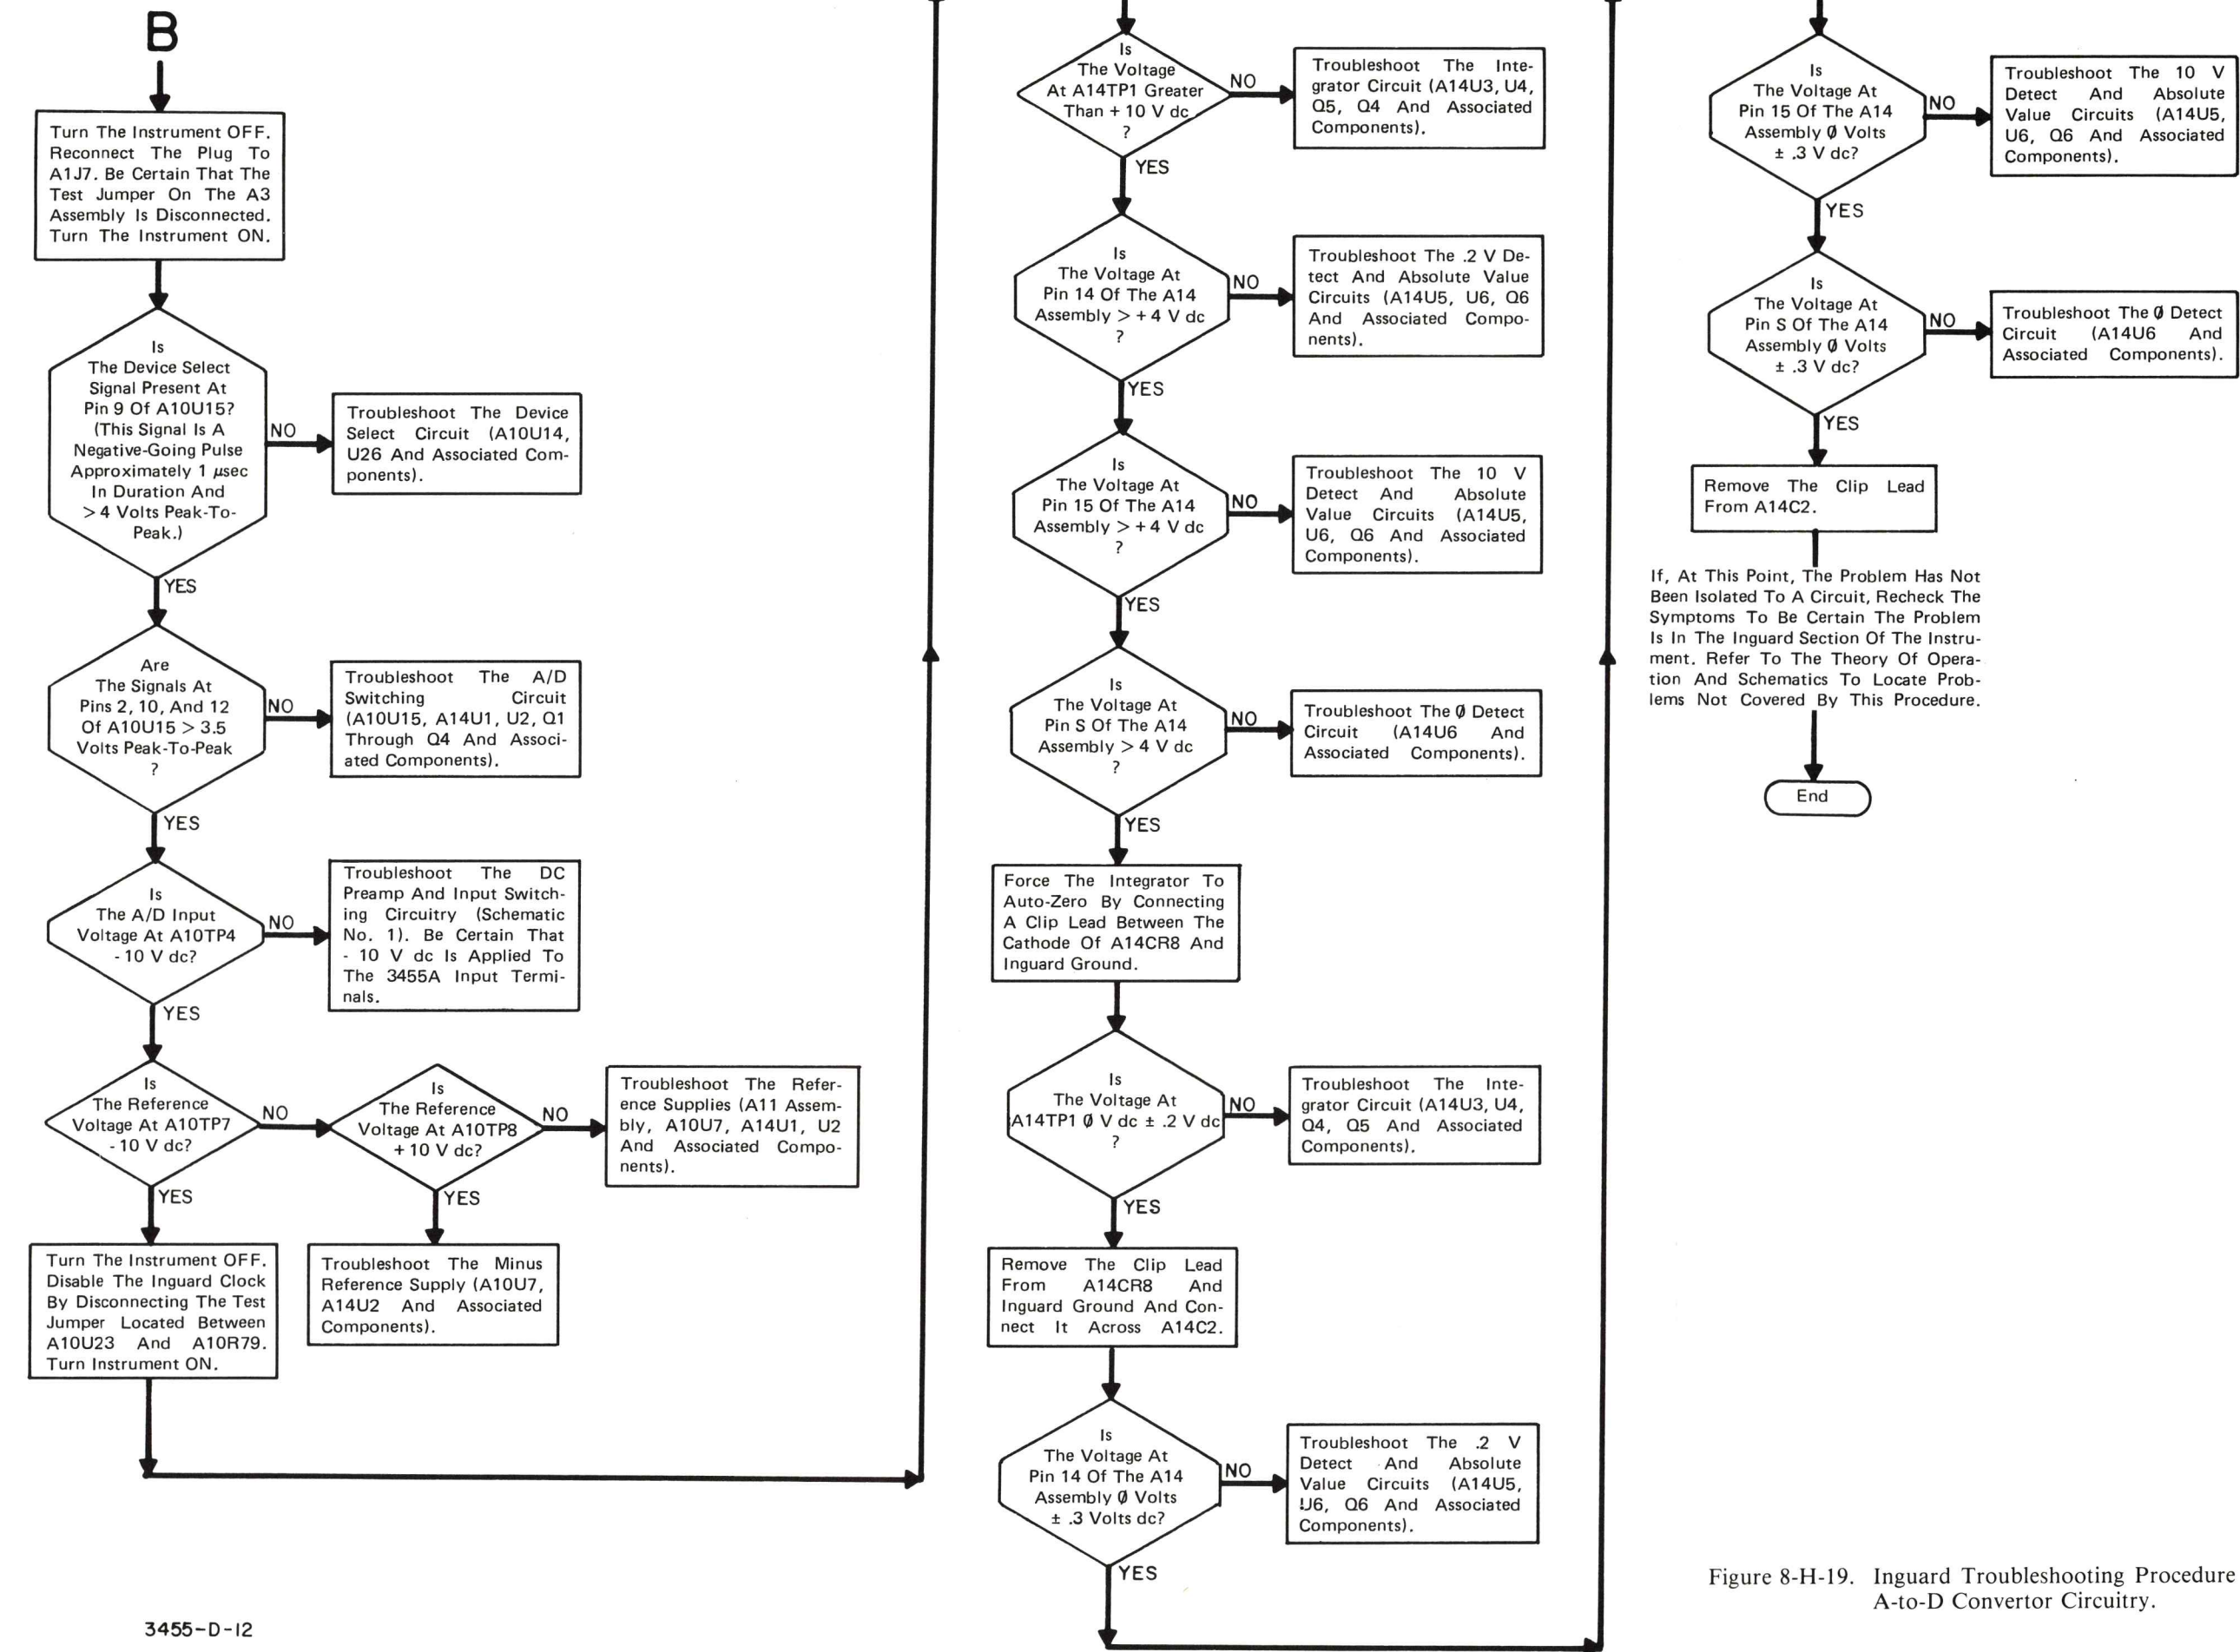 B
Turn The Instrument OFF.
Reconnect The Plug To
A1J7. Be Certain That The
Test Jumper On The A3
Assembly Is Disconnected.
Turn The Instrument ON.
Is
The Device Select
Signal Present At
Pin 9 Of A10U15?
(This Signal Is A
Negative-Going Pulse
Approximately 1 µsec
In Duration And
> 4 Volts Peak-To-
Peak.)
NO
Troubleshoot The Device
Select Circuit (A10U14,
U26 And Associated Com-
ponents).
YES
Are
The Signals At
Pins 2, 10, And 12
Of A10U15 > 3.5
Volts Peak-To-Peak
?
NO
Troubleshoot The A/D
Switching Circuit
(A10U15, A14U1, U2, Q1
Through Q4 And Associ-
ated Components).
YES
Is
The A/D Input
Voltage At A10TP4
- 10 V dc?
NO
Troubleshoot The DC
Preamp And Input Switch-
ing Circuitry (Schematic
No. 1). Be Certain That
- 10 V dc Is Applied To
The 3455A Input Termi-
nals.
YES
Is
The Reference
Voltage At A10TP7
- 10 V dc?
NO
Is
The Reference
Voltage At A10TP8
+ 10 V dc?
NO
Troubleshoot The Refer-
ence Supplies (A11 Assem-
bly, A10U7, A14U1, U2
And Associated Compo-
nents).
YES
YES
Turn The Instrument OFF.
Disable The Inguard Clock
By Disconnecting The Test
Jumper Located Between
A10U23 And A10R79.
Turn Instrument ON.
Troubleshoot The Minus
Reference Supply (A10U7,
A14U2 And Associated
Components).
Is
The Voltage
At A14TP1 Greater
Than + 10 V dc
?
NO
Troubleshoot The Inte-
grator Circuit (A14U3, U4,
Q5, Q4 And Associated
Components).
YES
Is
The Voltage At
Pin 14 Of The A14
Assembly > + 4 V dc
?
NO
Troubleshoot The .2 V De-
tect And Absolute Value
Circuits (A14U5, U6, Q6
And Associated Compo-
nents).
YES
Is
The Voltage At
Pin 15 Of The A14
Assembly > + 4 V dc
?
NO
Troubleshoot The 10 V
Detect And Absolute
Value Circuits (A14U5,
U6, Q6 And Associated
Components).
YES
Is
The Voltage At
Pin S Of The A14
Assembly > 4 V dc
?
NO
Troubleshoot The Ø Detect
Circuit (A14U6 And
Associated Components).
YES
Force The Integrator To
Auto-Zero By Connecting
A Clip Lead Between The
Cathode Of A14CR8 And
Inguard Ground.
Is
The Voltage At
A14TP1 Ø V dc ± .2 V dc
?
NO
Troubleshoot The Inte-
grator Circuit (A14U3, U4,
Q4, Q5 And Associated
Components).
YES
Remove The Clip Lead
From A14CR8 And
Inguard Ground And Con-
nect It Across A14C2.
Is
The Voltage At
Pin 14 Of The A14
Assembly Ø Volts
± .3 Volts dc?
NO
Troubleshoot The .2 V
Detect And Absolute
Value Circuits (A14U5,
U6, Q6 And Associated
Components).
YES
Is
The Voltage At
Pin 15 Of The A14
Assembly Ø Volts
± .3 V dc?
NO
Troubleshoot The 10 V
Detect And Absolute
Value Circuits (A14U5,
U6, Q6 And Associated
Components).
YES
Is
The Voltage At
Pin S Of The A14
Assembly Ø Volts
± .3 V dc?
NO
Troubleshoot The Ø Detect
Circuit (A14U6 And
Associated Components).
YES
Remove The Clip Lead
From A14C2.
If, At This Point, The Problem Has Not
Been Isolated To A Circuit, Recheck The
Symptoms To Be Certain The Problem
Is In The Inguard Section Of The Instru-
ment. Refer To The Theory Of Opera-
tion And Schematics To Locate Prob-
lems Not Covered By This Procedure.
End
3455-D-12
Figure 8-H-19. Inguard Troubleshooting Procedure
A-to-D Convertor Circuitry.